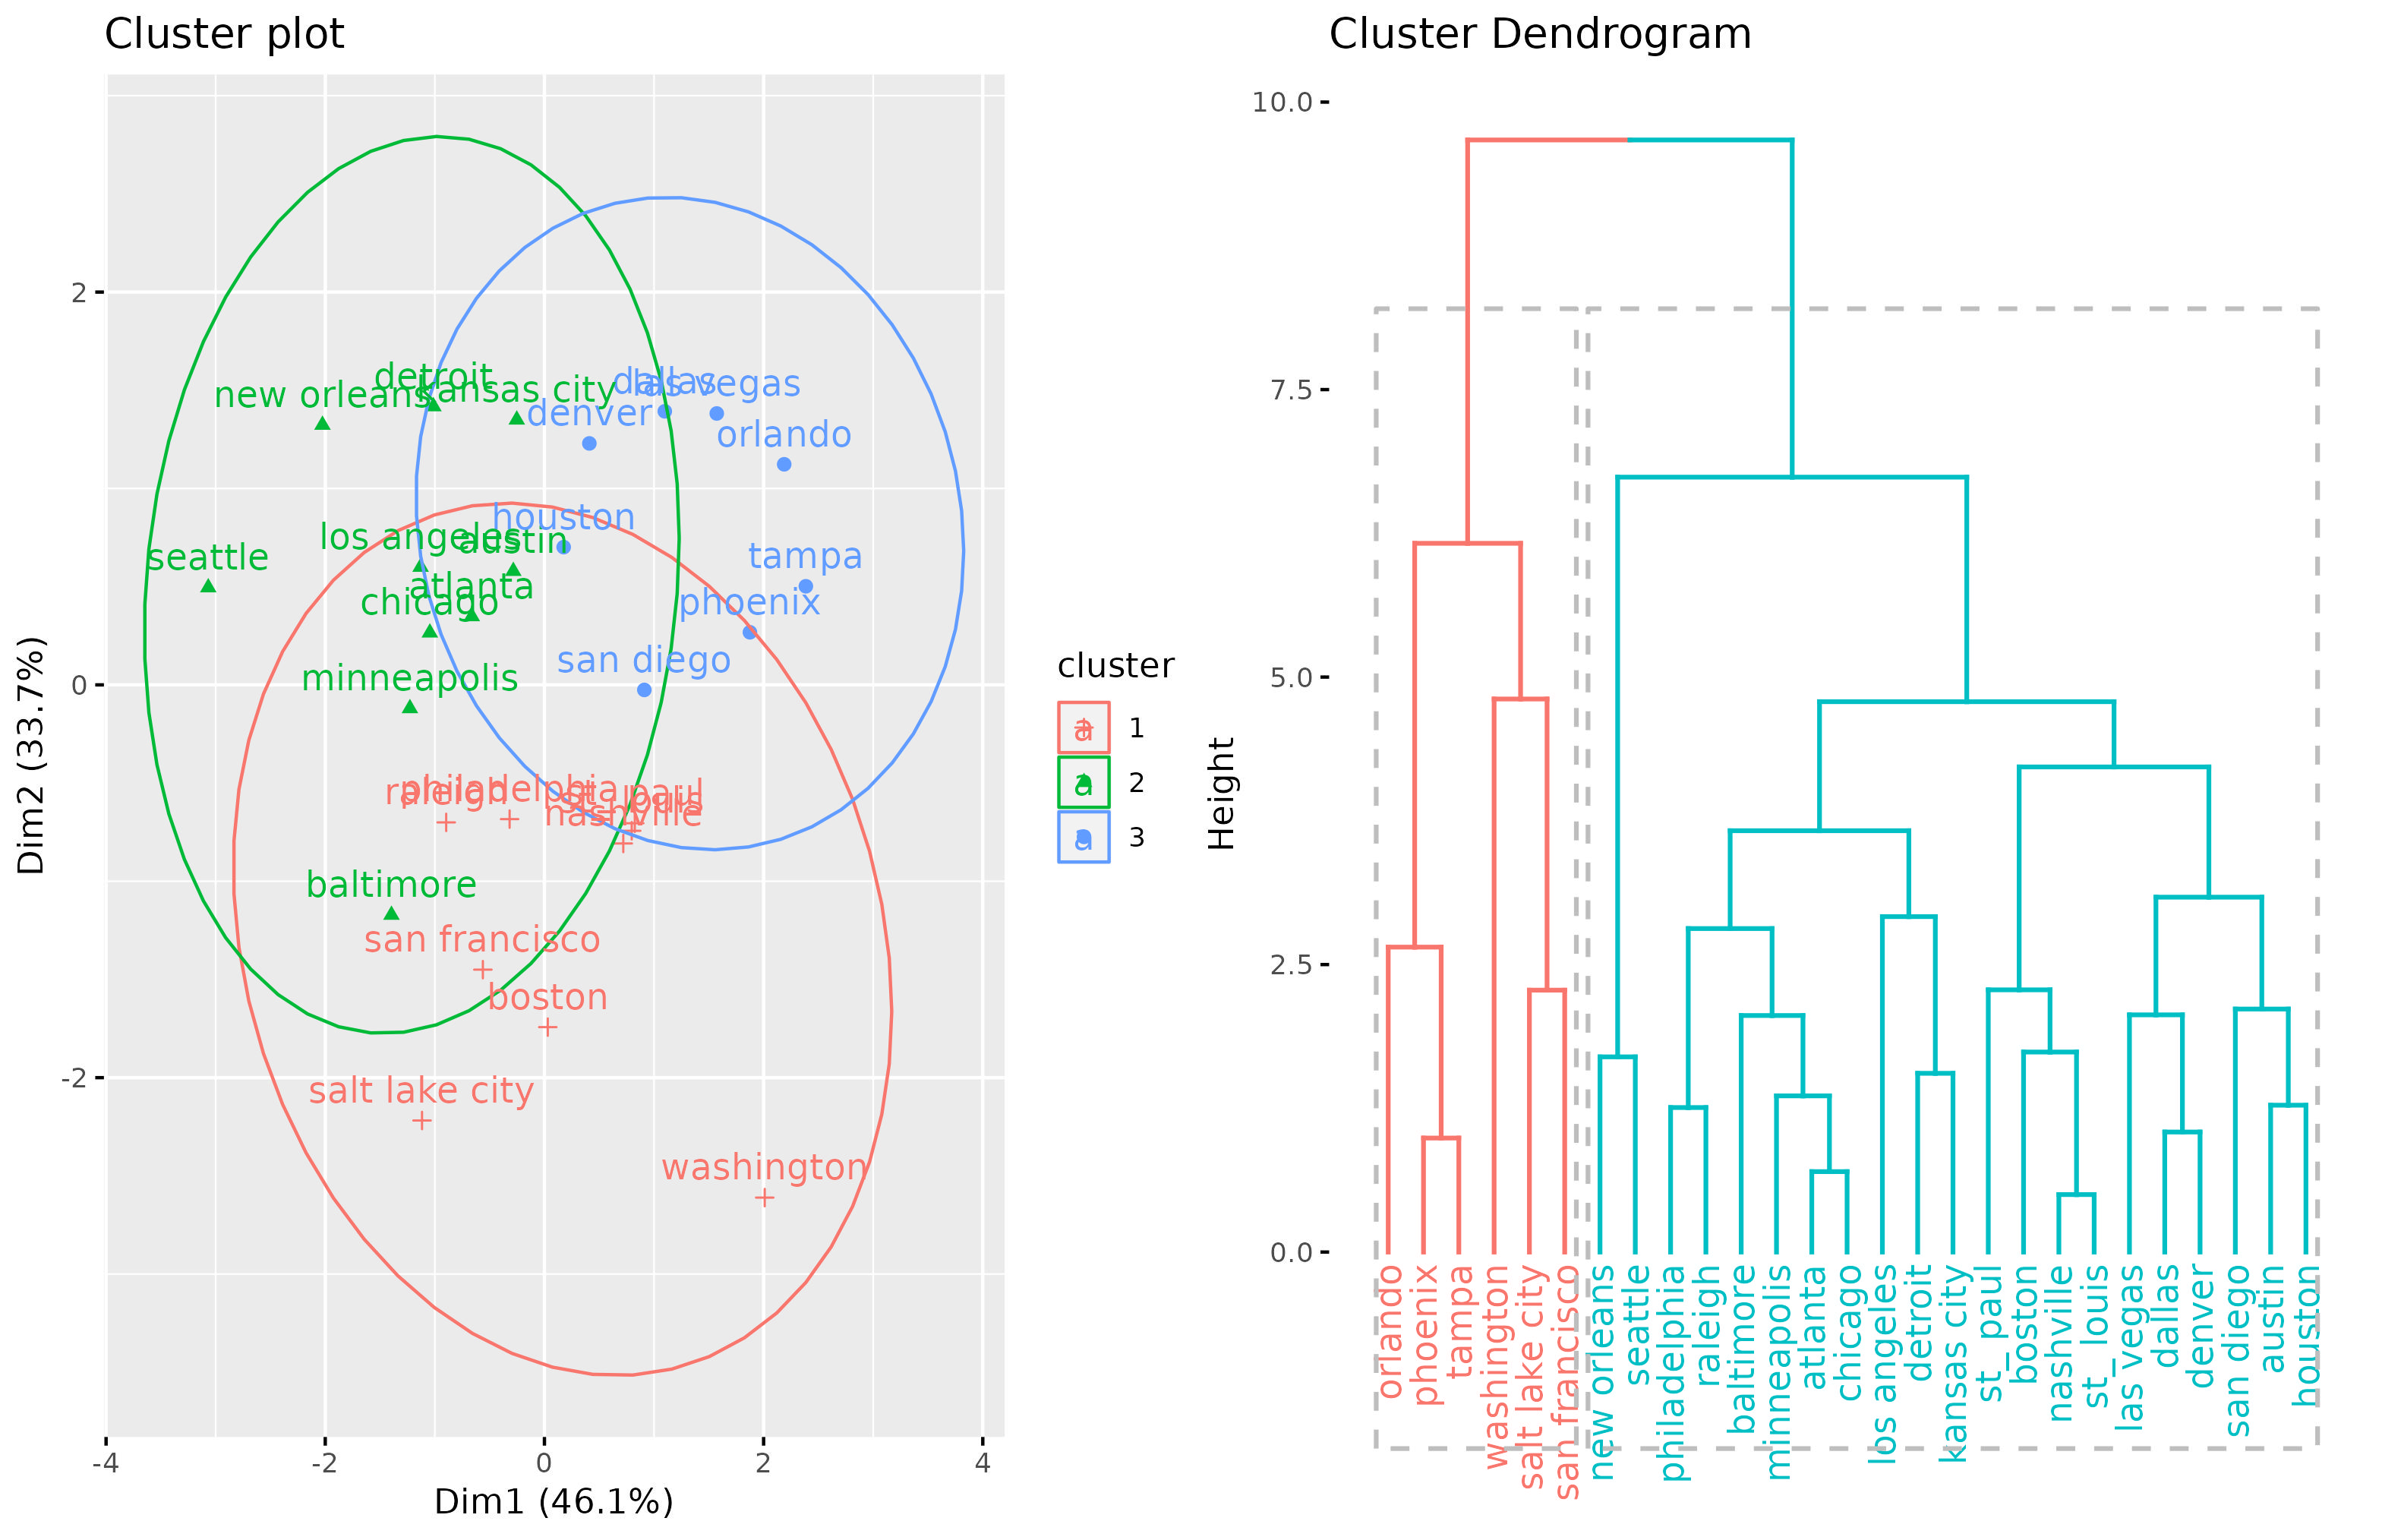 Cluster plot
2
0
-2
-4
-2
0
2
4
Dim1 (46.1%)
Dim2 (33.7%)
detroit
kansas city
new orleans
dallas
las vegas
denver
orlando
houston
los angeles
austin
seattle
atlanta
chicago
tampa
phoenix
san diego
minneapolis
philadelphia
raleigh
st_paul
st_louis
nashville
baltimore
san francisco
boston
salt lake city
washington
cluster
a 1
a 2
a 3
Cluster Dendrogram
10.0
7.5
5.0
2.5
0.0
Height
orlando
phoenix
tampa
washington
salt lake city
san francisco
new orleans
seattle
philadelphia
raleigh
baltimore
minneapolis
atlanta
chicago
los angeles
detroit
kansas city
st_paul
boston
nashville
st_louis
las vegas
dallas
denver
san diego
austin
houston